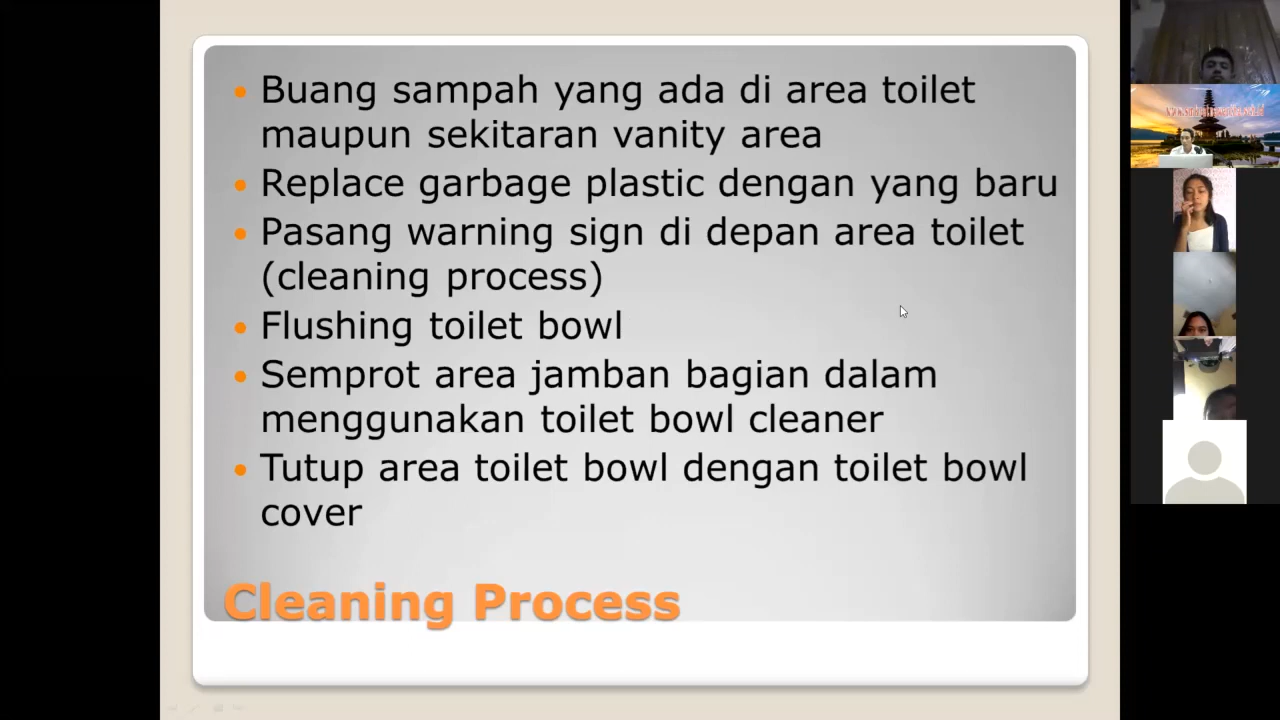 Buang sampah yang ada di area toilet
maupun sekitaran vanity area
Replace garbage plastic dengan yang baru
Pasang warning sign di depan area toilet
(cleaning process)
Flushing toilet bowl
Semprot area jamban bagian dalam
menggunakan toilet bowl cleaner
Tutup area toilet bowl dengan toilet bowl
cover
Cleaning Process